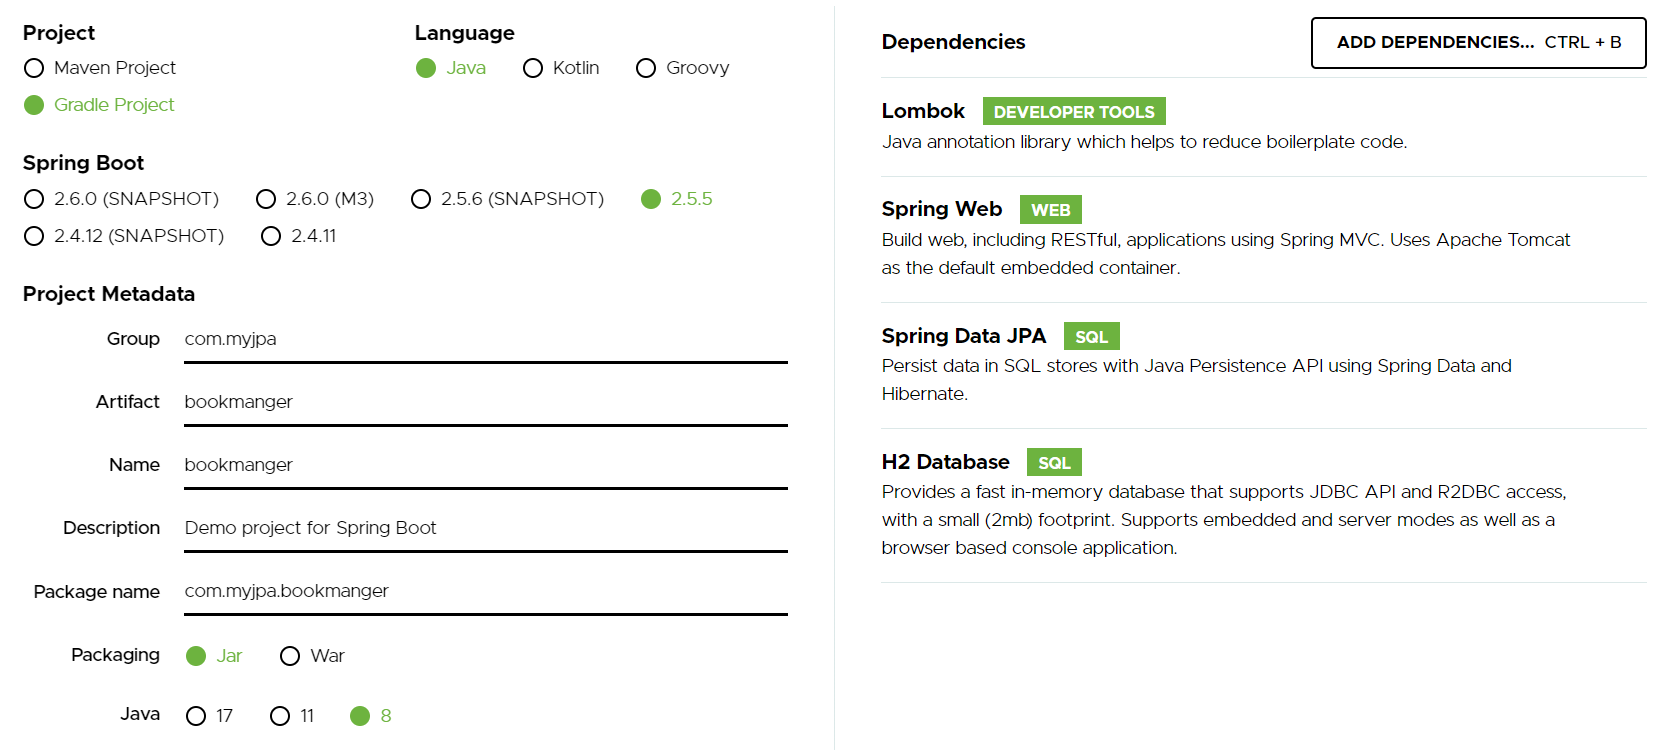 Project
Maven Project
Gradle Project
Language
Java Kotlin Groovy
Spring Boot
2.6.0 (SNAPSHOT) 2.6.0 (M3) 2.5.6 (SNAPSHOT) 2.5.5
2.4.12 (SNAPSHOT) 2.4.11
Project Metadata
Group com.myjpa
Artifact bookmanger
Name bookmanger
Description Demo project for Spring Boot
Package name com.myjpa.bookmanger
Packaging Jar War
Java 17 11 8
Dependencies ADD DEPENDENCIES... CTRL + B
Lombok DEVELOPER TOOLS
Java annotation library which helps to reduce boilerplate code.
Spring Web WEB
Build web, including RESTful, applications using Spring MVC. Uses Apache Tomcat
as the default embedded container.
Spring Data JPA SQL
Persist data in SQL stores with Java Persistence API using Spring Data and
Hibernate.
H2 Database SQL
Provides a fast in-memory database that supports JDBC API and R2DBC access,
with a small (2mb) footprint. Supports embedded and server modes as well as a
browser based console application.